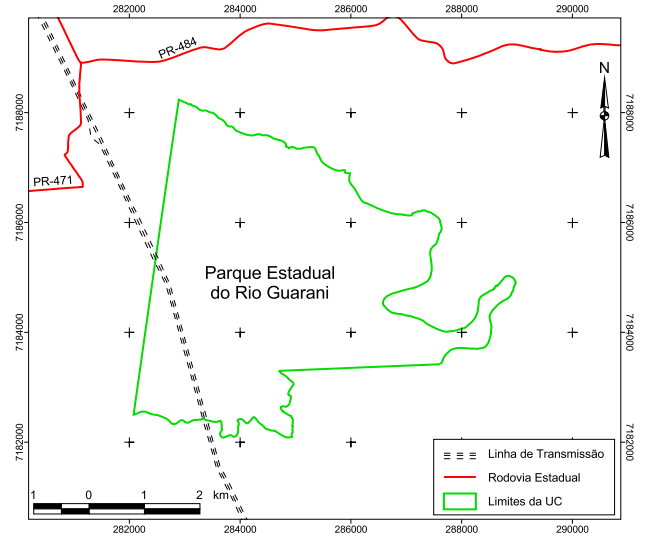 282000 284000 286000 288000 290000
PR-484
N
7188000 7188000
PR-471
7186000 7186000
Parque Estadual
do Rio Guarani
7184000 7184000
7182000 7182000
Linha de Transmissão
Rodovia Estadual
Limites da UC
1 0 1 2 km
282000 284000 286000 288000 290000